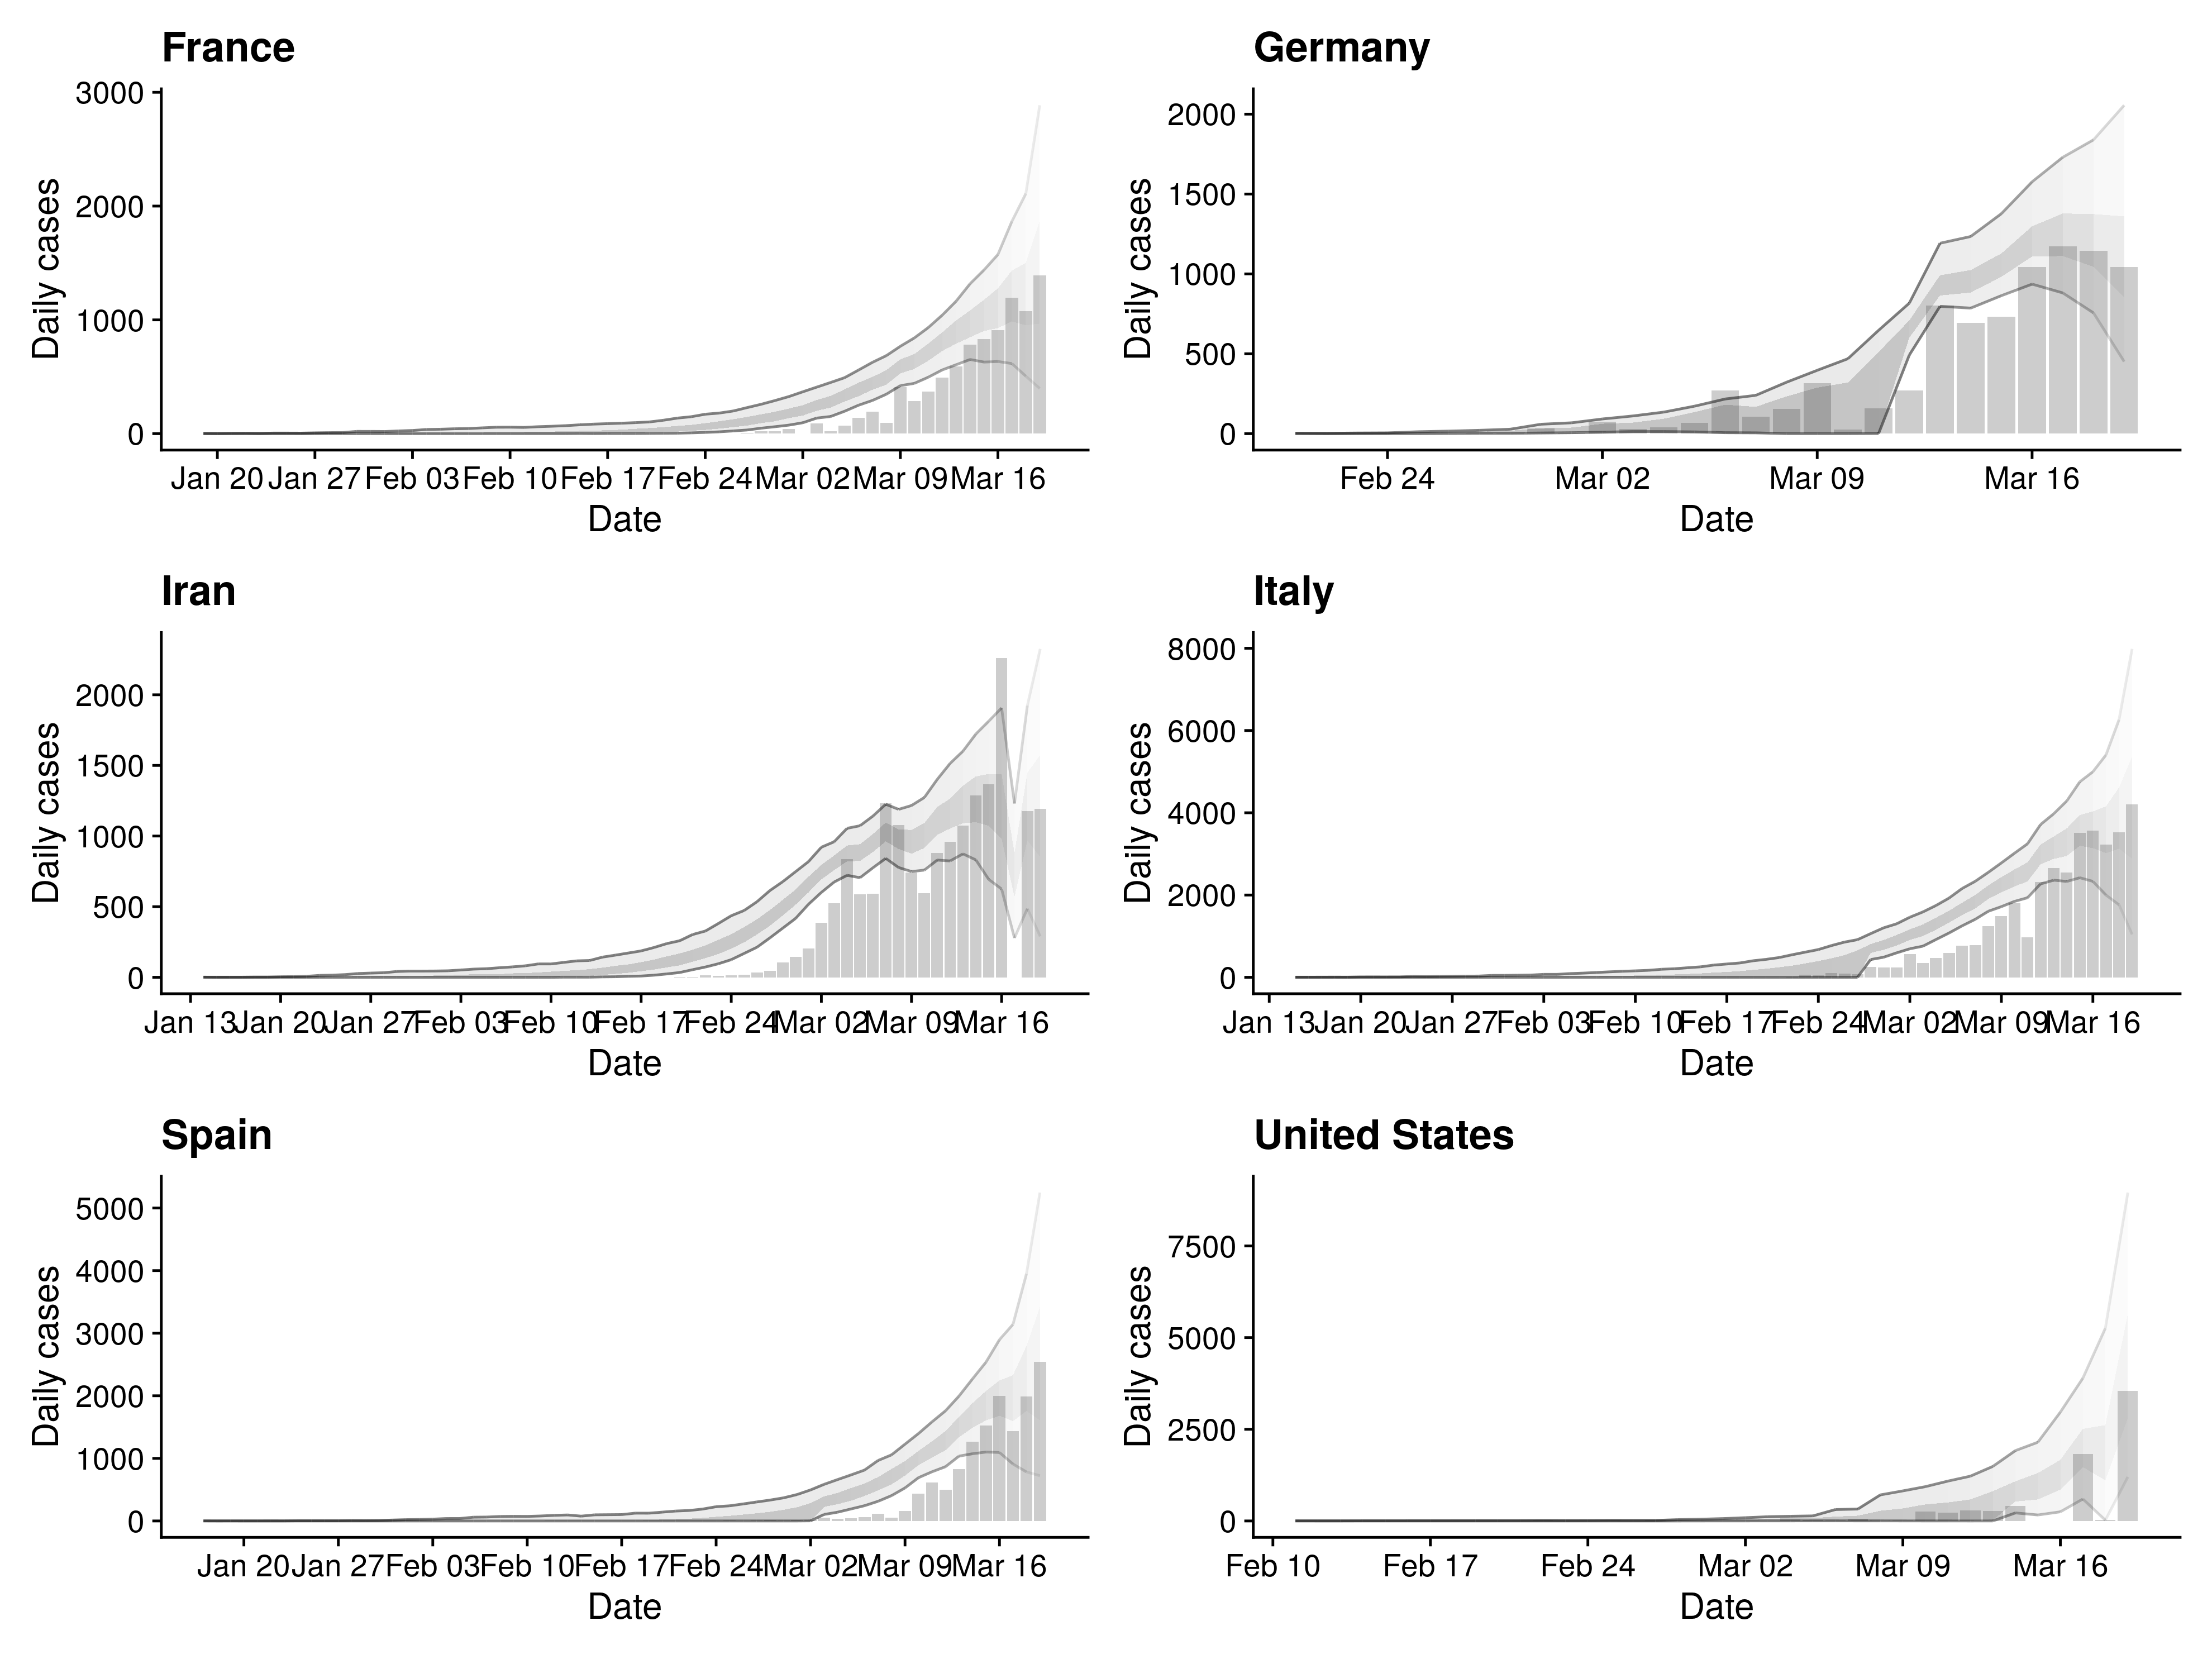 France
Daily cases
3000
2000
1000
0
Jan 20 Jan 27 Feb 03 Feb 10 Feb 17 Feb 24 Mar 02 Mar 09 Mar 16
Date
Germany
Daily cases
2000
1500
1000
500
0
Feb 24 Mar 02 Mar 09 Mar 16
Date
Iran
Daily cases
2000
1500
1000
500
0
Jan 13 Jan 20 Jan 27 Feb 03 Feb 10 Feb 17 Feb 24 Mar 02 Mar 09 Mar 16
Date
Italy
Daily cases
8000
6000
4000
2000
0
Jan 13 Jan 20 Jan 27 Feb 03 Feb 10 Feb 17 Feb 24 Mar 02 Mar 09 Mar 16
Date
Spain
Daily cases
5000
4000
3000
2000
1000
0
Jan 20 Jan 27 Feb 03 Feb 10 Feb 17 Feb 24 Mar 02 Mar 09 Mar 16
Date
United States
Daily cases
7500
5000
2500
0
Feb 10 Feb 17 Feb 24 Mar 02 Mar 09 Mar 16
Date